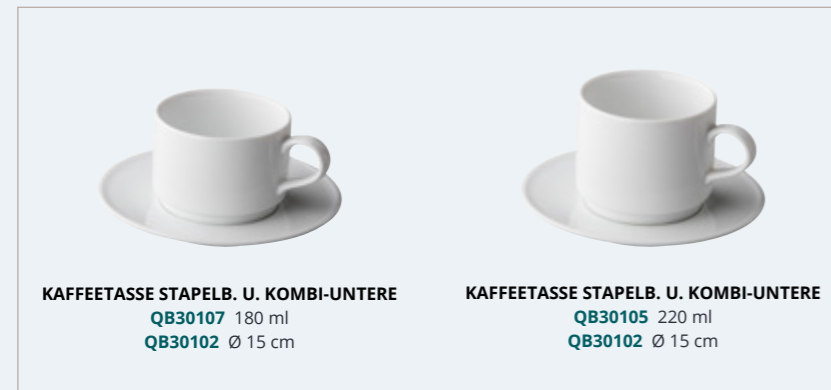 KAFFEETASSE STAPELB. U. KOMBI-UNTERE
QB30107 180 ml
QB30102 Ø 15 cm
KAFFEETASSE STAPELB. U. KOMBI-UNTERE
QB30105 220 ml
QB30102 Ø 15 cm